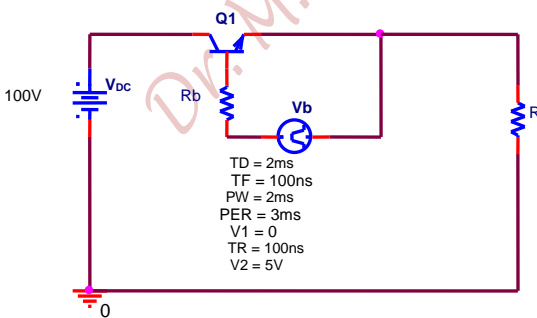 Q1
100V
VDC
Rb
Vb
R
TD = 2ms
TF = 100ns
PW = 2ms
PER = 3ms
V1 = 0
TR = 100ns
V2 = 5V
0
Dr. M.